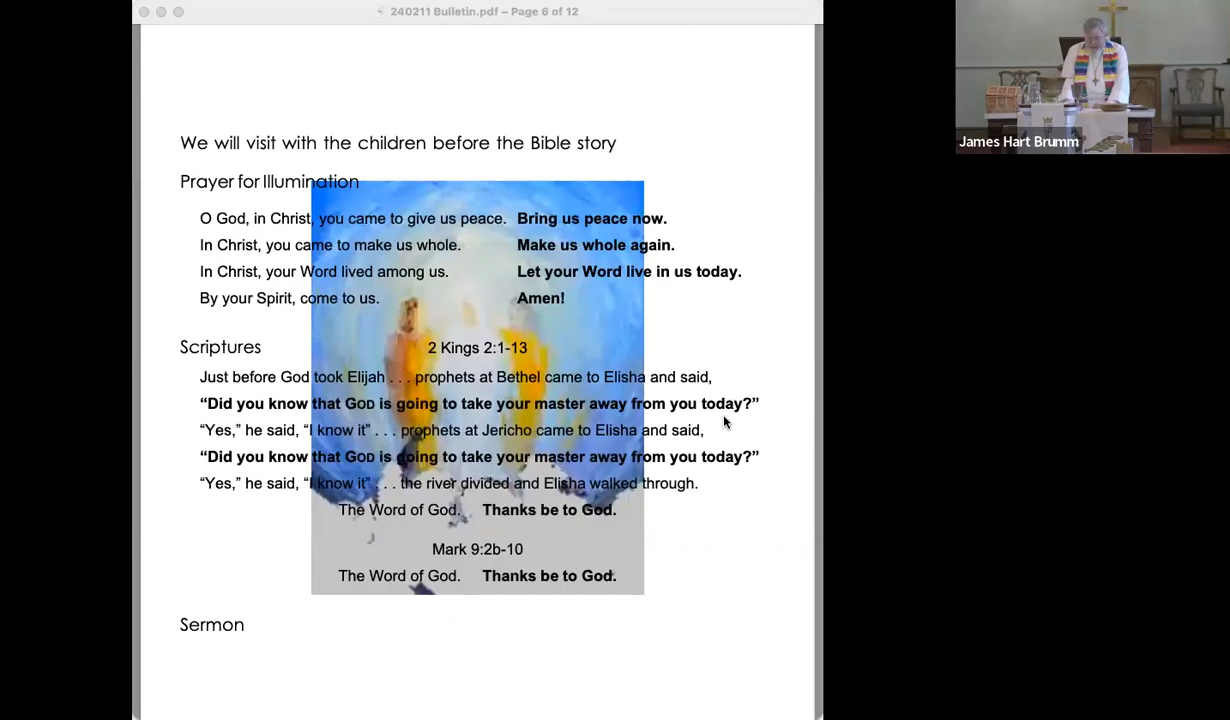 240211 Bulletin.pdf – Page 6 of 12
We will visit with the children before the Bible story
Prayer for Illumination
O God, in Christ, you came to give us peace. Bring us peace now.
In Christ, you came to make us whole. Make us whole again.
In Christ, your Word lived among us. Let your Word live in us today.
By your Spirit, come to us. Amen!
Scriptures 2 Kings 2:1-13
Just before God took Elijah . . . prophets at Bethel came to Elisha and said,
“Did you know that GOD is going to take your master away from you today?”
“Yes,” he said, “I know it” . . . prophets at Jericho came to Elisha and said,
“Did you know that GOD is going to take your master away from you today?”
“Yes,” he said, “I know it” . . . the river divided and Elisha walked through.
The Word of God. Thanks be to God.
Mark 9:2b-10
The Word of God. Thanks be to God.
Sermon
James Hart Brumm